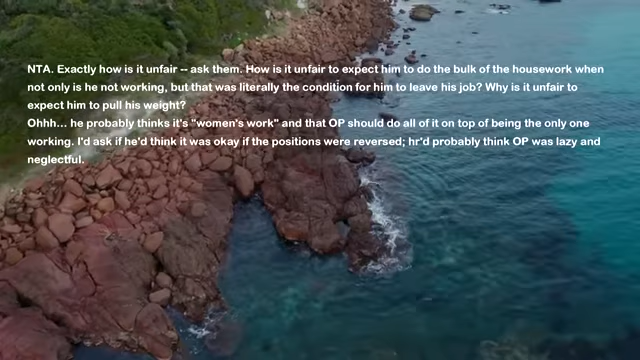 NTA. Exactly how is it unfair -- ask them. How is it unfair to expect him to do the bulk of the housework when
not only is he not working, but that was literally the condition for him to leave his job? Why is it unfair to
expect him to pull his weight?
Ohhh... he probably thinks it's "women's work" and that OP should do all of it on top of being the only one
working. I'd ask if he'd think it was okay if the positions were reversed; hr'd probably think OP was lazy and
neglectful.